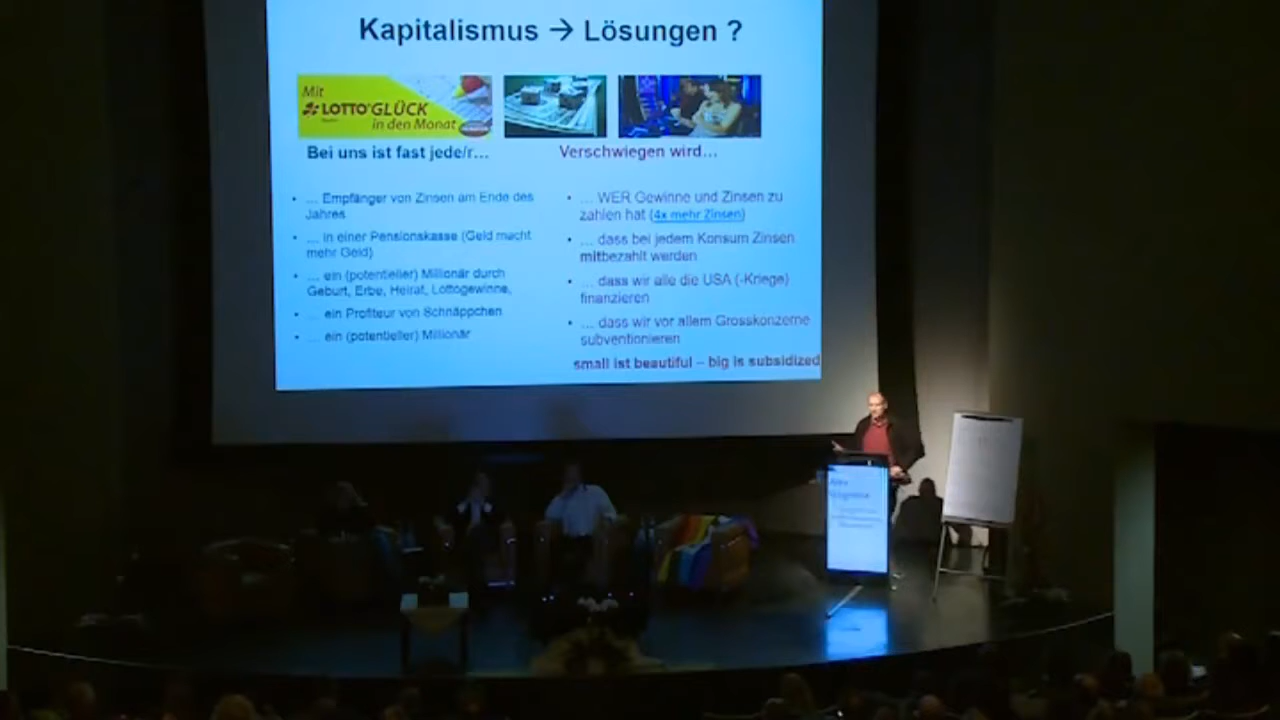 Kapitalismus → Lösungen ?
Mit
LOTTO GLÜCK
in den Monat
Bei uns ist fast jede/r...
• ... Empfänger von Zinsen am Ende des
Jahres
• ... in einer Pensionskasse (Geld macht
mehr Geld)
• ... ein (potentieller) Millionär durch
Geburt, Erbe, Heirat, Lottogewinne,
• ... ein Profiteur von Schnäppchen
• ... ein (potentieller) Millionär
Verschwiegen wird...
• ... WER Gewinne und Zinsen zu
zahlen hat (4x mehr Zinsen)
• ... dass bei jedem Konsum Zinsen
mitbezahlt werden
• ... dass wir alle die USA (-Kriege)
finanzieren
• ... dass wir vor allem Grosskonzerne
subventionieren
small ist beautiful – big is subsidized